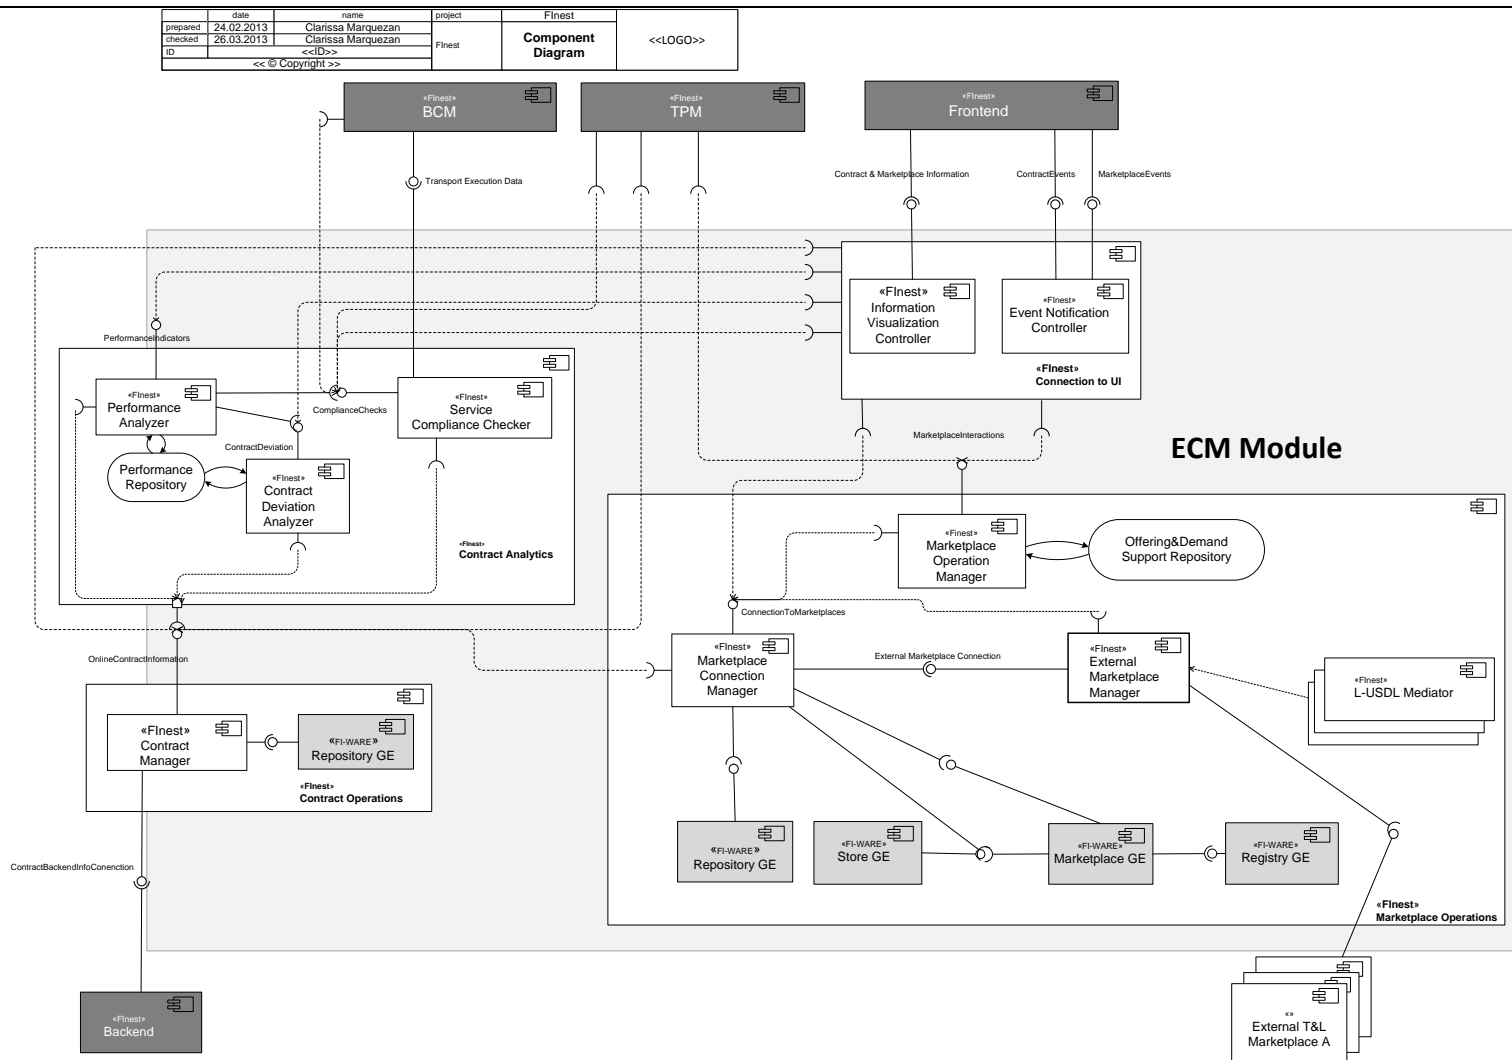 date name project FInest
prepared 24.02.2013 Clarissa Marquezan
checked 26.03.2013 Clarissa Marquezan
FInest
Component
Diagram
<<LOGO>>
ID <<ID>>
<< © Copyright >>
«FInest»
BCM
«FInest»
TPM
«FInest»
Frontend
Transport Execution Data
Contract & Marketplace Information
ContractEvents
MarketplaceEvents
«FInest»
Information
Visualization
Controller
«FInest»
Event Notification
Controller
«FInest»
Connection to UI
PerformanceIndicators
«FInest»
Performance
Analyzer
ComplianceChecks
«FInest»
Service
Compliance Checker
ContractDeviation
Performance
Repository
«FInest»
Contract
Deviation
Analyzer
«FInest»
Contract Analytics
MarketplaceInteractions
ECM Module
«FInest»
Marketplace
Operation
Manager
Offering&Demand
Support Repository
ConnectionToMarketplaces
OnlineContractInformation
«FInest»
Marketplace
Connection
Manager
External Marketplace Connection
«FInest»
External
Marketplace
Manager
«FInest»
L-USDL Mediator
«FInest»
Contract
Manager
«FI-WARE»
Repository GE
«FInest»
Contract Operations
«FI-WARE»
Repository GE
«FI-WARE»
Store GE
«FI-WARE»
Marketplace GE
«FI-WARE»
Registry GE
«FInest»
Marketplace Operations
ContractBackendInfoConenction
«FInest»
Backend
«»
External T&L
Marketplace A